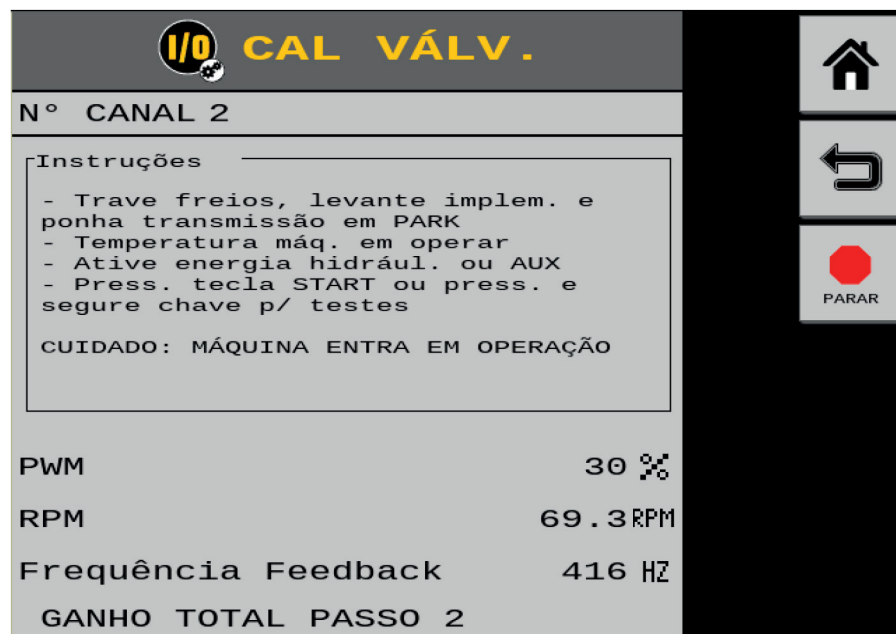 I/O CAL VÁLV.
N° CANAL 2
Instruções
- Trave freios, levante implem. e
ponha transmissão em PARK
- Temperatura máq. em operar
- Ative energia hidrául. ou AUX
- Press. tecla START ou press. e
segure chave p/ testes
CUIDADO: MÁQUINA ENTRA EM OPERAÇÃO
PARAR
PWM 30 %
RPM 69.3 RPM
Frequência Feedback 416 HZ
GANHO TOTAL PASSO 2